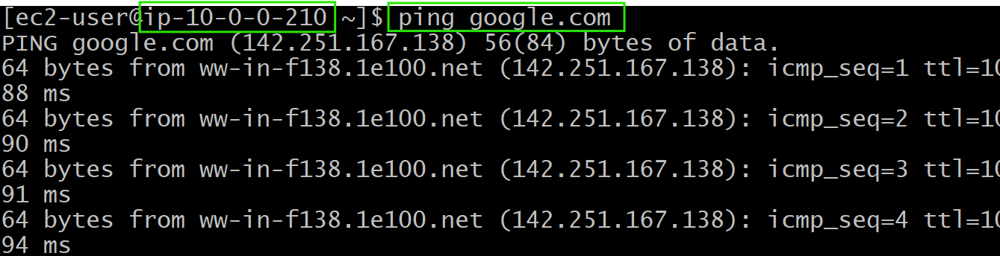 [ec2-user@ip-10-0-0-210 ~]$ ping google.com
PING google.com (142.251.167.138) 56(84) bytes of data.
64 bytes from ww-in-f138.1e100.net (142.251.167.138): icmp_seq=1 ttl=10
88 ms
64 bytes from ww-in-f138.1e100.net (142.251.167.138): icmp_seq=2 ttl=10
90 ms
64 bytes from ww-in-f138.1e100.net (142.251.167.138): icmp_seq=3 ttl=10
91 ms
64 bytes from ww-in-f138.1e100.net (142.251.167.138): icmp_seq=4 ttl=10
94 ms